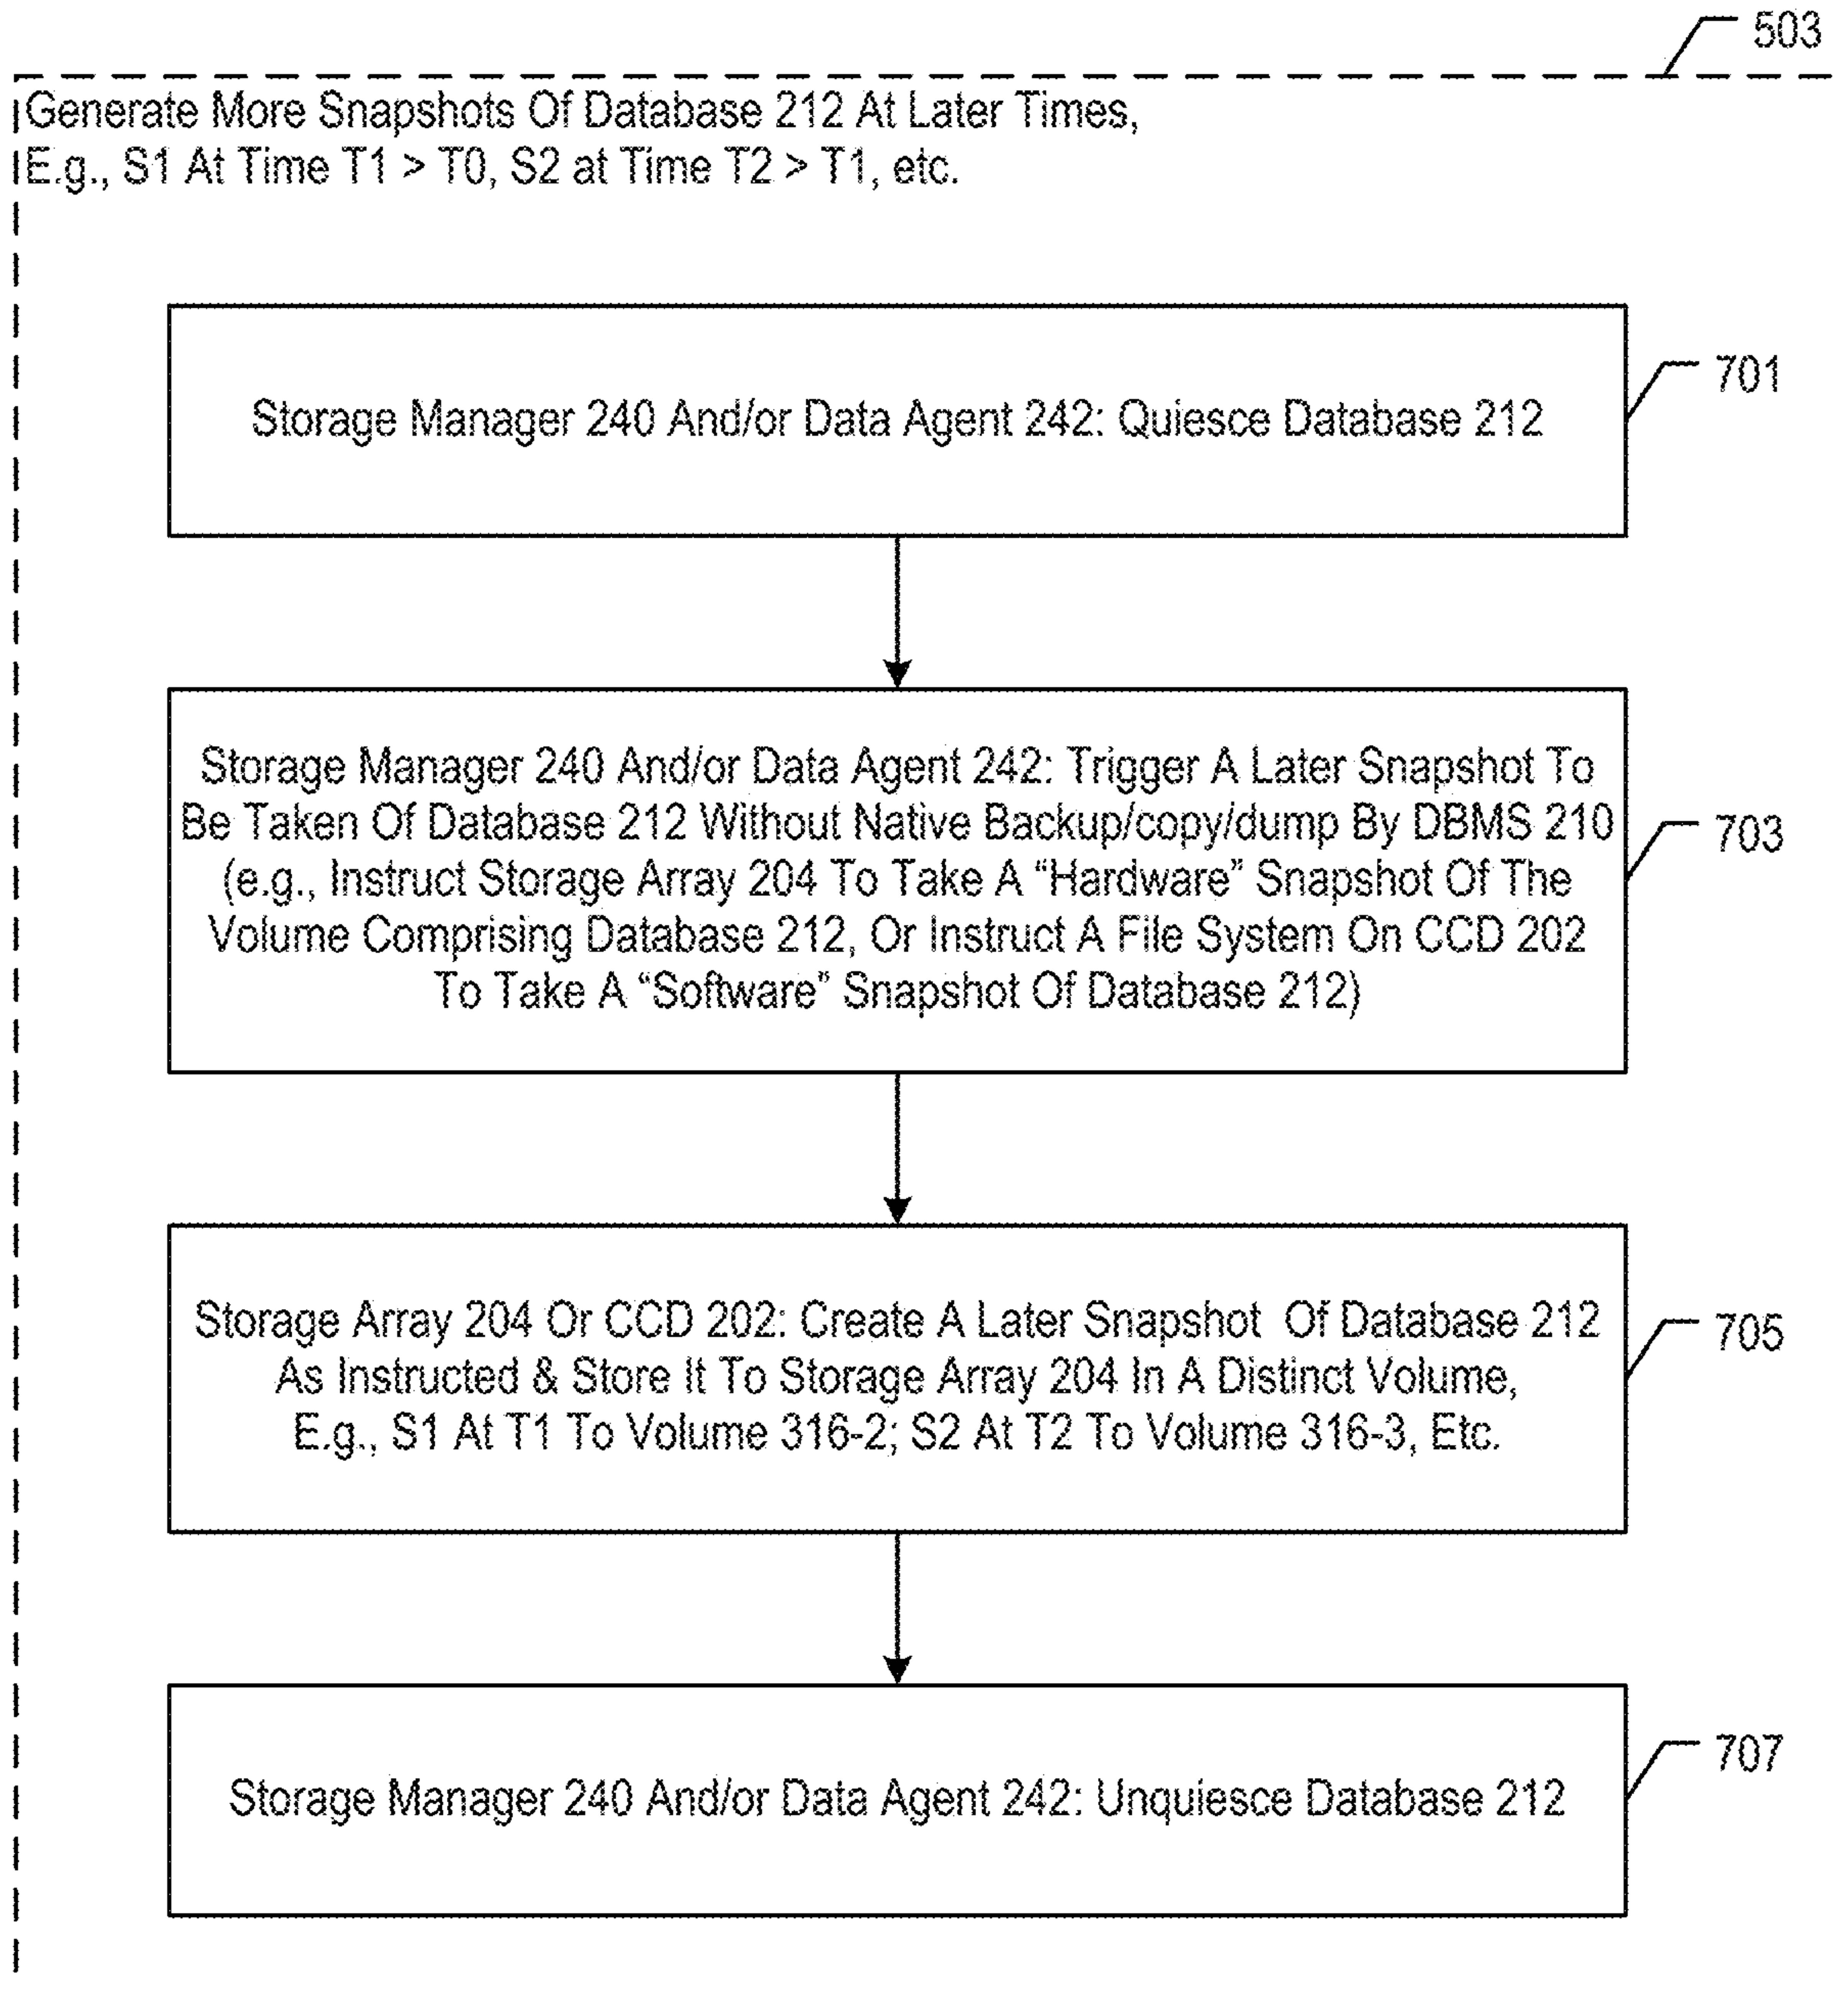 503
Generate More Snapshots Of Database 212 At Later Times,
E.g., S1 At Time T1 > T0, S2 at Time T2 > T1, etc.
Storage Manager 240 And/or Data Agent 242: Quiesce Database 212
701
Storage Manager 240 And/or Data Agent 242: Trigger A Later Snapshot To
Be Taken Of Database 212 Without Native Backup/copy/dump By DBMS 210
(e.g., Instruct Storage Array 204 To Take A “Hardware” Snapshot Of The
Volume Comprising Database 212, Or Instruct A File System On CCD 202
To Take A “Software” Snapshot Of Database 212)
703
Storage Array 204 Or CCD 202: Create A Later Snapshot Of Database 212
As Instructed & Store It To Storage Array 204 In A Distinct Volume,
E.g., S1 At T1 To Volume 316-2; S2 At T2 To Volume 316-3, Etc.
705
Storage Manager 240 And/or Data Agent 242: Unquiesce Database 212
707